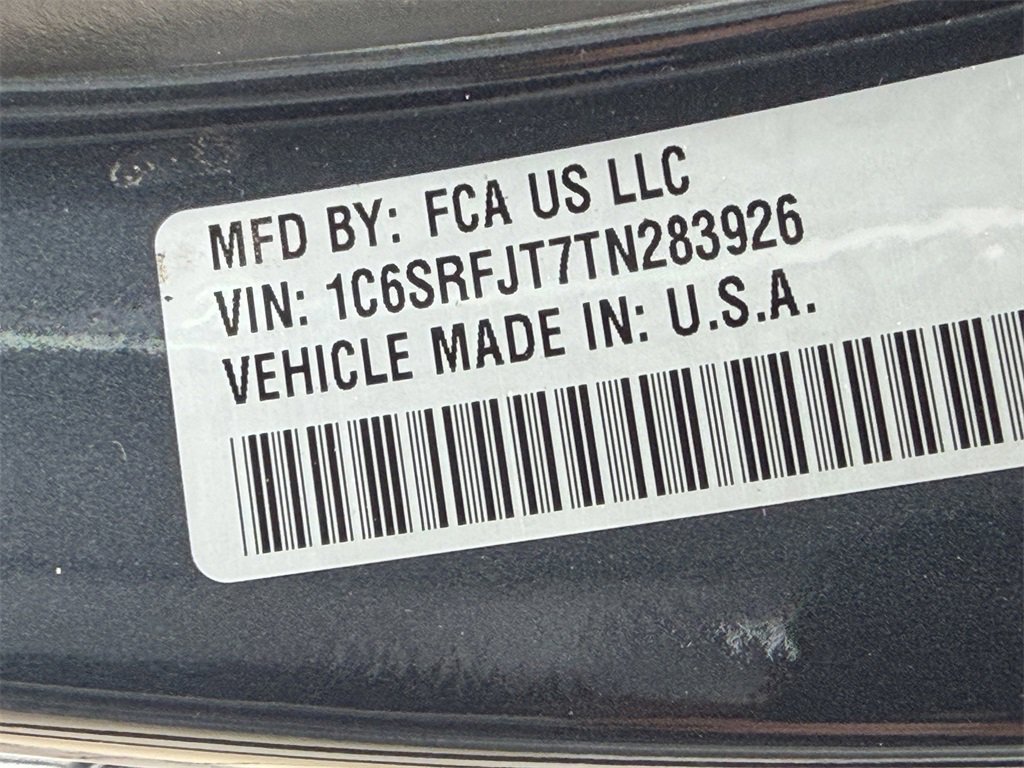 MFD BY: FCA US LLC
VIN: 1C6SRFJT7TN283926
VEHICLE MADE IN: U.S.A.